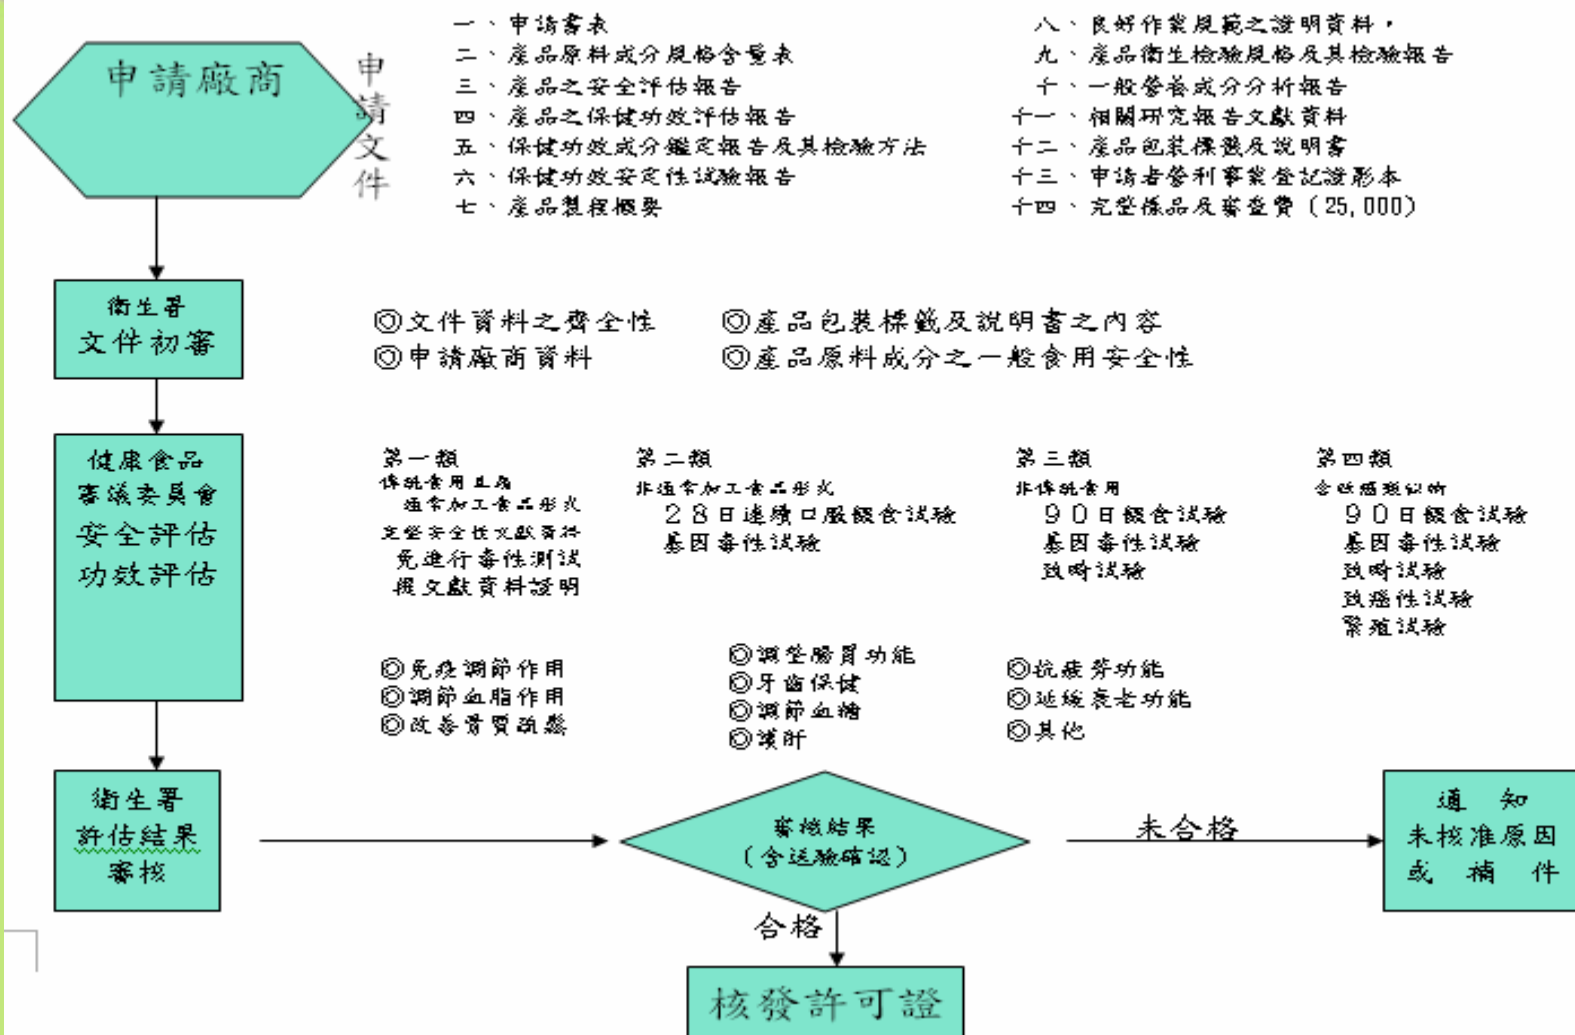 申請廠商
申請文件
一、申請書表
二、產品原料成分規格含量表
三、產品之安全評估報告
四、產品之保健功效評估報告
五、保健功效成分鑑定報告及其檢驗方法
六、保健功效安定性試驗報告
七、產品製程概要
八、良好作業規範之證明資料，
九、產品衛生檢驗規格及其檢驗報告
十、一般營養成分分析報告
十一、相關研究報告文獻資料
十二、產品包裝標籤及說明書
十三、申請者營利事業登記證影本
十四、完整樣品及審查費（25,000）
衛生署
文件初審
◎文件資料之齊全性
◎申請廠商資料
◎產品包裝標籤及說明書之內容
◎產品原料成分之一般食用安全性
健康食品
審議委員會
安全評估
功效評估
第一類
傳統食用且為
通常加工食品形式
完整安全性文獻資料
免進行毒性測試
提文獻資料證明
第二類
非通常加工食品形式
２８日連續口服餵食試驗
基因毒性試驗
第三類
非傳統食用
９０日餵食試驗
基因毒性試驗
致畸試驗
第四類
含致癌類似物
９０日餵食試驗
基因毒性試驗
致畸試驗
致癌性試驗
繁殖試驗
◎免疫調節作用
◎調節血脂作用
◎改善骨質疏鬆
◎調整腸胃功能
◎牙齒保健
◎調節血糖
◎護肝
◎抗疲勞功能
◎延緩衰老功能
◎其他
衛生署
許估結果
審核
審核結果
（含送驗確認）
未合格
通知
未核准原因
或補件
合格
核發許可證